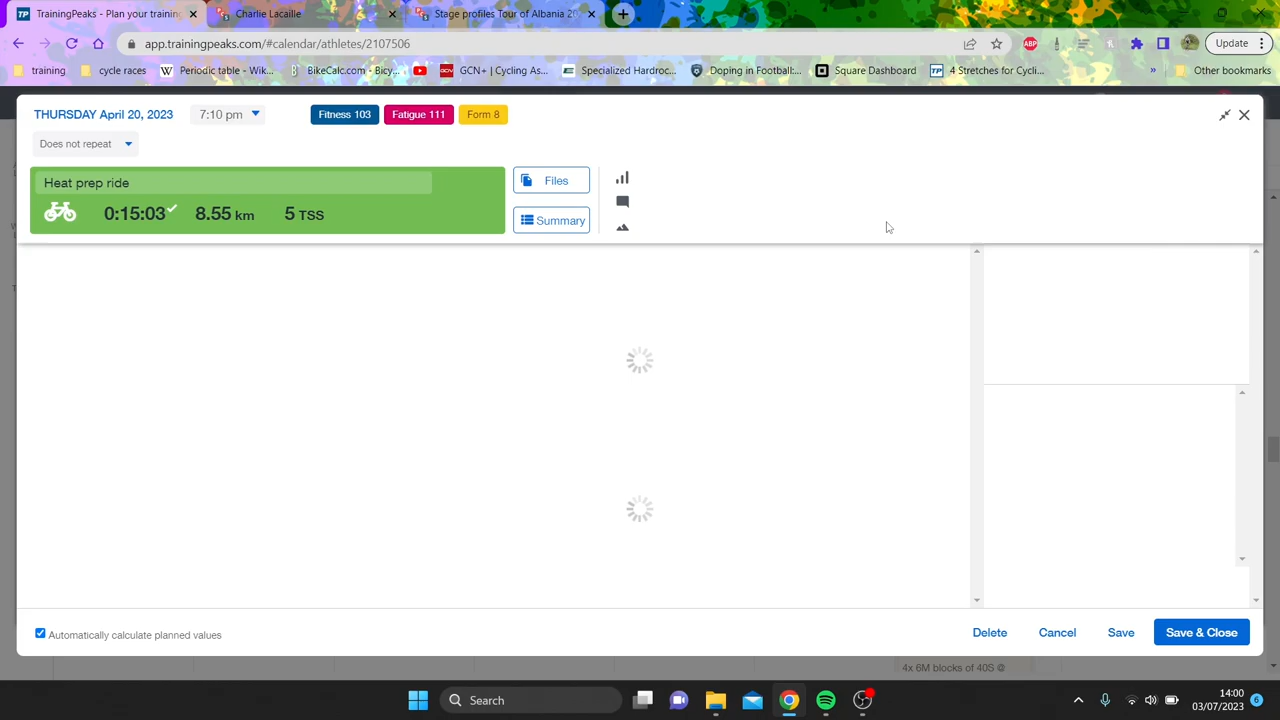 TrainingPeaks - Plan your training
Charlie Lacaille
Stage profiles Tour of Albania 20
app.trainingpeaks.com/#calendar/athletes/2107506
Update
training
cycle races
Periodic table - Wik...
BikeCalc.com - Bicy...
GCN+ | Cycling As...
Specialized Hardroc...
Doping in Football:...
Square Dashboard
4 Stretches for Cycli...
»
Other bookmarks
THURSDAY April 20, 2023
7:10 pm
Fitness 103
Fatigue 111
Form 8
Does not repeat
Heat prep ride
0:15:03
8.55 km
5 TSS
Files
Summary
Automatically calculate planned values
Delete
Cancel
Save
Save & Close
4x 6M blocks of 40S @
Search
14:00
03/07/2023
6